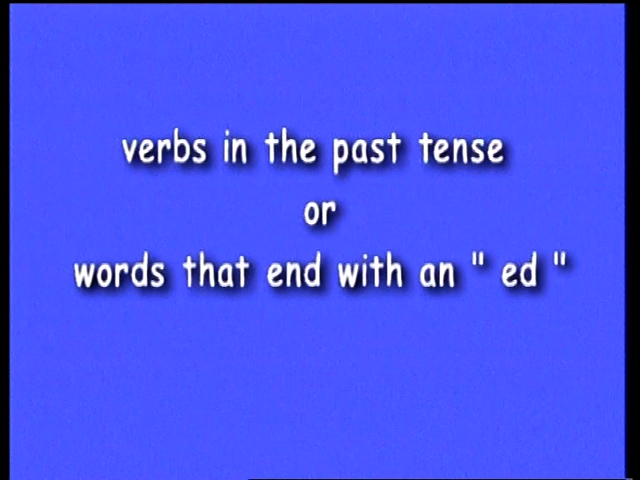 verbs in the past tense
or
words that end with an " ed "